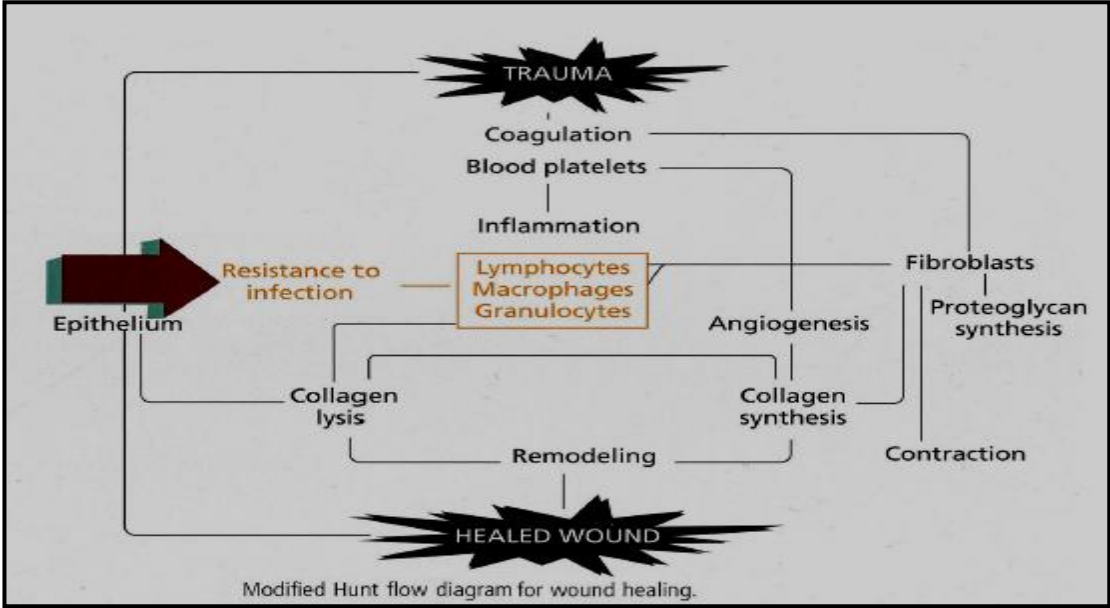 TRAUMA
Coagulation
Blood platelets
Inflammation
Resistance to
infection
Lymphocytes
Macrophages
Granulocytes
Fibroblasts
Proteoglycan
synthesis
Epithelium
Angiogenesis
Collagen
lysis
Collagen
synthesis
Remodeling
Contraction
HEALED WOUND
Modified Hunt flow diagram for wound healing.